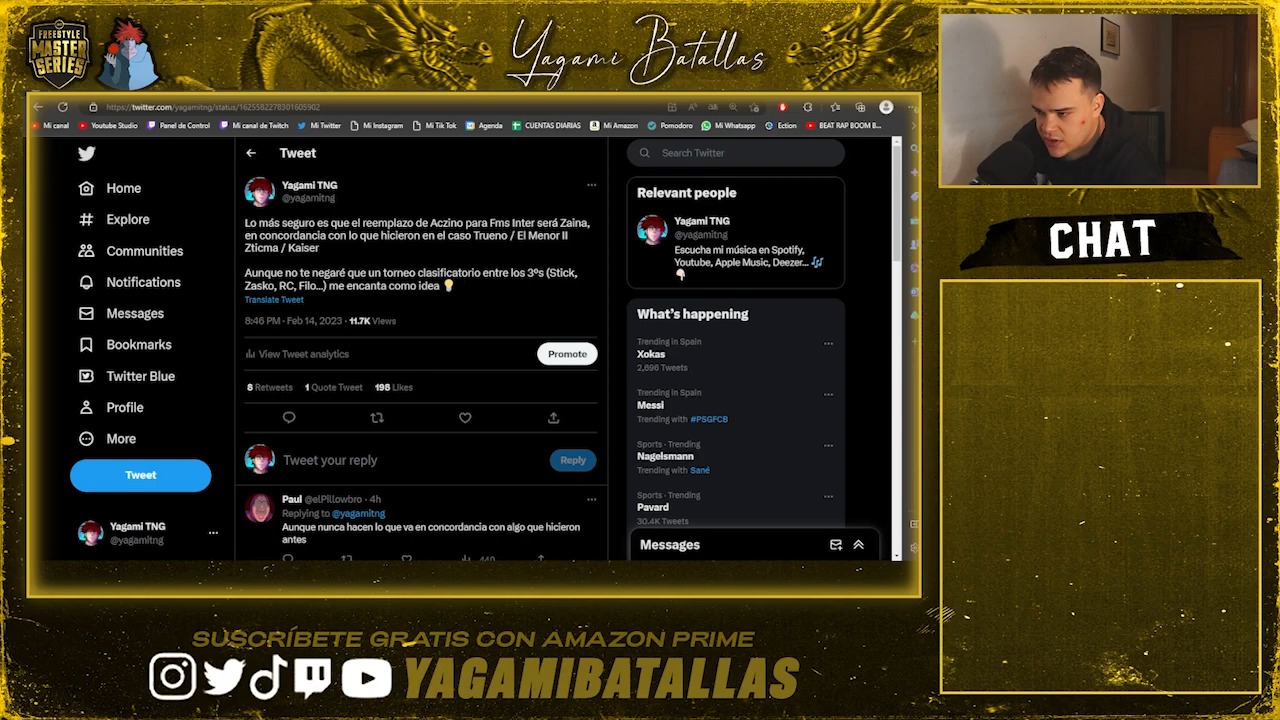 FREESTYLE
MASTER
SERIES
Yagami Batallas
https://twitter.com/yagamitng/status/1625582278301605902
Mi canal
Youtube Studio
Panel de Control
Mi canal de Twitch
Mi Twitter
Mi Instagram
Mi Tik Tok
Agenda
CUENTAS DIARIAS
Mi Amazon
Pomodoro
Mi Whatsapp
Ection
BEAT RAP BOOM B...
Home
Explore
Communities
Notifications
Messages
Bookmarks
Twitter Blue
Profile
More
Tweet
Yagami TNG
@yagamitng
Tweet
Yagami TNG
@yagamitng
Lo más seguro es que el reemplazo de Aczino para Fms Inter será Zaina,
en concordancia con lo que hicieron en el caso Trueno / El Menor II
Zticma / Kaiser
Aunque no te negaré que un torneo clasificatorio entre los 3ºs (Stick,
Zasko, RC, Filo...) me encanta como idea
Translate Tweet
8:46 PM · Feb 14, 2023 · 11.7K Views
View Tweet analytics
Promote
8 Retweets 1 Quote Tweet 198 Likes
Tweet your reply
Reply
Paul @elPillowbro · 4h
Replying to @yagamitng
Aunque nunca hacen lo que va en concordancia con algo que hicieron
antes
Search Twitter
Relevant people
Yagami TNG
@yagamitng
Escucha mi música en Spotify,
Youtube, Apple Music, Deezer...
What's happening
Trending in Spain
Xokas
2,696 Tweets
Trending in Spain
Messi
Trending with #PSGFCB
Sports · Trending
Nagelsmann
Trending with Sané
Sports · Trending
Pavard
30.4K Tweets
Messages
CHAT
SUSCRÍBETE GRATIS CON AMAZON PRIME
YAGAMIBATALLAS